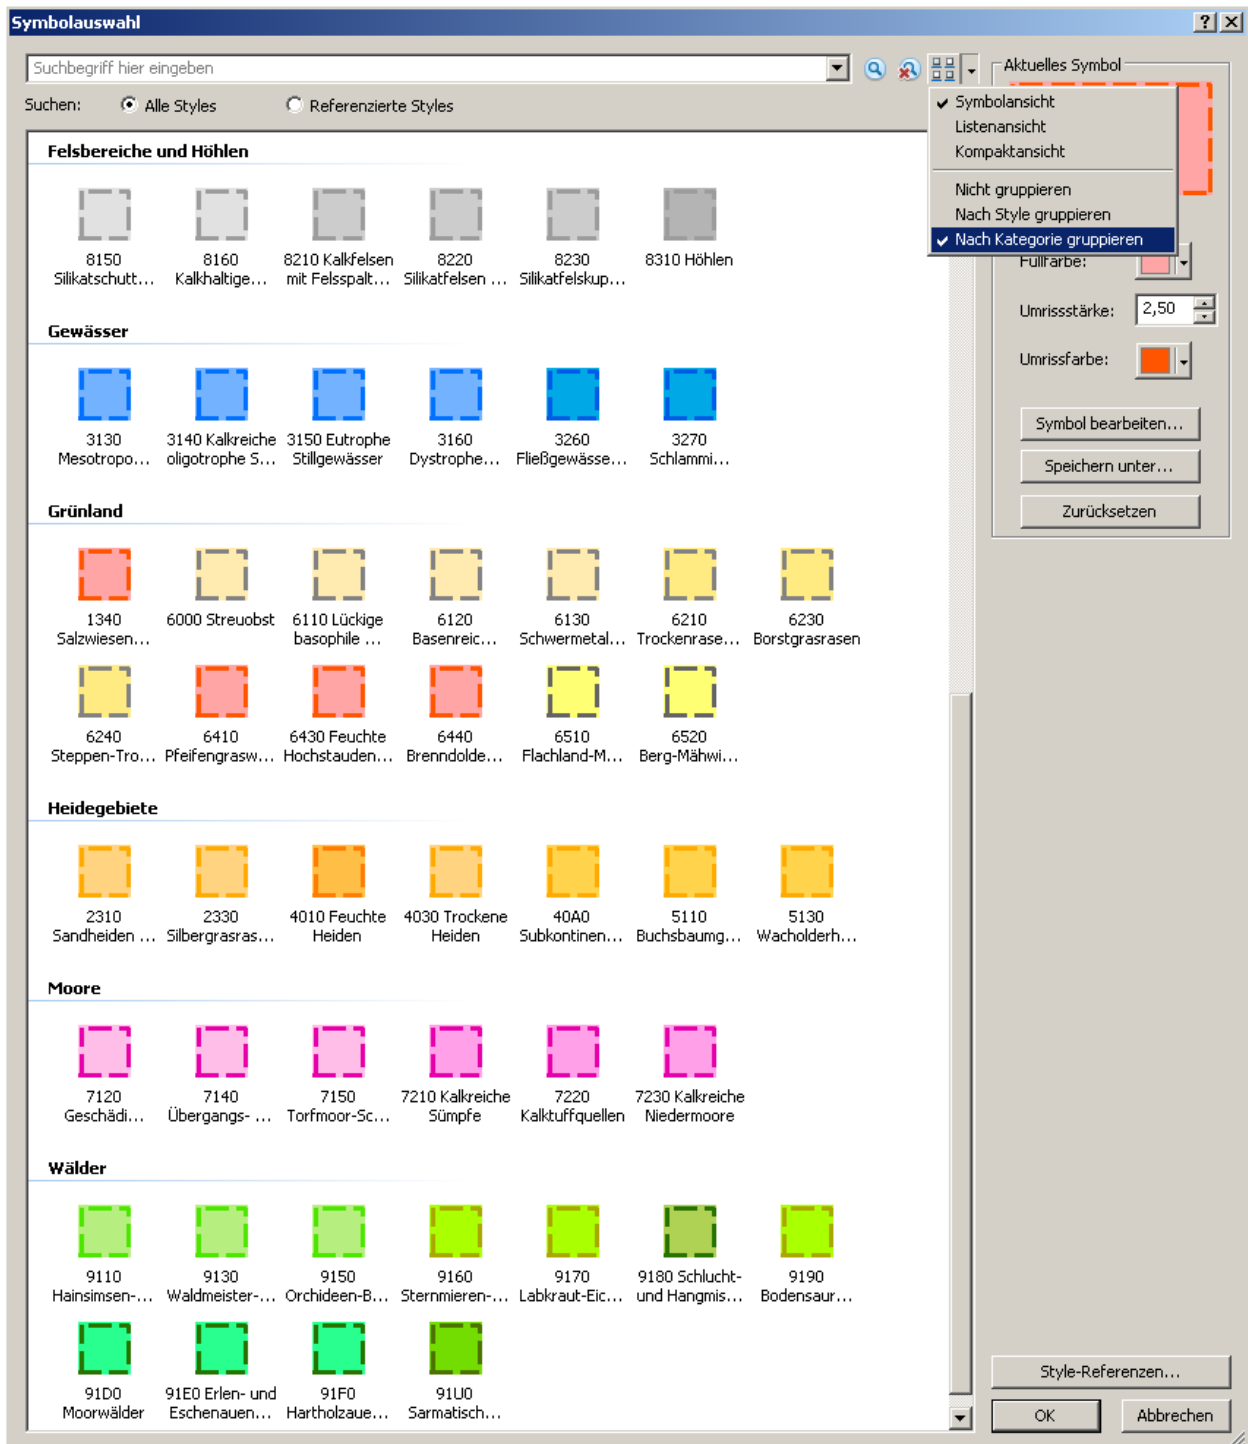 Symbolauswahl
Suchbegriff hier eingeben
Suchen: Alle Styles Referenzierte Styles
Aktuelles Symbol
Symbolansicht
Listenansicht
Kompaktansicht
Nicht gruppieren
Nach Style gruppieren
Nach Kategorie gruppieren
Füllfarbe:
Umrissstärke: 2,50
Umrissfarbe:
Symbol bearbeiten...
Speichern unter...
Zurücksetzen
Felsbereiche und Höhlen
8150 8160 8210 Kalkfelsen 8220 8230 8310 Höhlen
Silikatschutt... Kalkhaltige... mit Felsspalt... Silikatfelsen ... Silikatfelskup...
Gewässer
3130 3140 Kalkreiche 3150 Eutrophe 3160 3260 3270
Mesotropo... oligotrophe S... Stillgewässer Dystrophe... Fließgewässe... Schlammi...
Grünland
1340 6000 Streuobst 6110 Lückige 6120 6130 6210 6230
Salzwiesen... basophile ... Basenreic... Schwermetal... Trockenrase... Borstgrasrasen
6240 6410 6430 Feuchte 6440 6510 6520
Steppen-Tro... Pfeifengrasw... Hochstauden... Brenndolde... Flachland-M... Berg-Mähwi...
Heidegebiete
2310 2330 4010 Feuchte 4030 Trockene 40A0 5110 5130
Sandheiden ... Silbergrasras... Heiden Heiden Subkontinen... Buchsbaumg... Wacholderh...
Moore
7120 7140 7150 7210 Kalkreiche 7220 7230 Kalkreiche
Geschädi... Übergangs- ... Torfmoor-Sc... Sümpfe Kalktuffquellen Niedermoore
Wälder
9110 9130 9150 9160 9170 9180 Schlucht- 9190
Hainsimsen-... Waldmeister-... Orchideen-B... Sternmieren-... Labkraut-Eic... und Hangmis... Bodensaur...
91D0 91E0 Erlen- und 91F0 91U0
Moorwälder Eschenauen... Hartholzaue... Sarmatisch...
Style-Referenzen...
OK Abbrechen